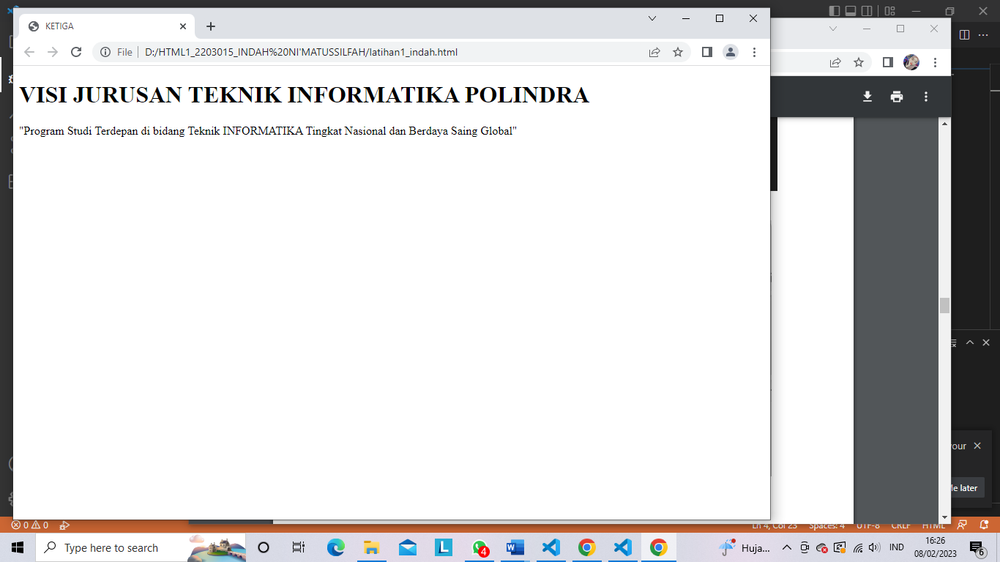 KETIGA
File
D:/HTML1_2203015_INDAH%20NI'MATUSSILFAH/latihan1_indah.html
VISI JURUSAN TEKNIK INFORMATIKA POLINDRA
"Program Studi Terdepan di bidang Teknik INFORMATIKA Tingkat Nasional dan Berdaya Saing Global"
your
later
0 0
Ln 4, Col 23 Spaces: 4 UTF-8 CRLF HTML
Type here to search
L
4
Huja...
IND
16:26
08/02/2023
6